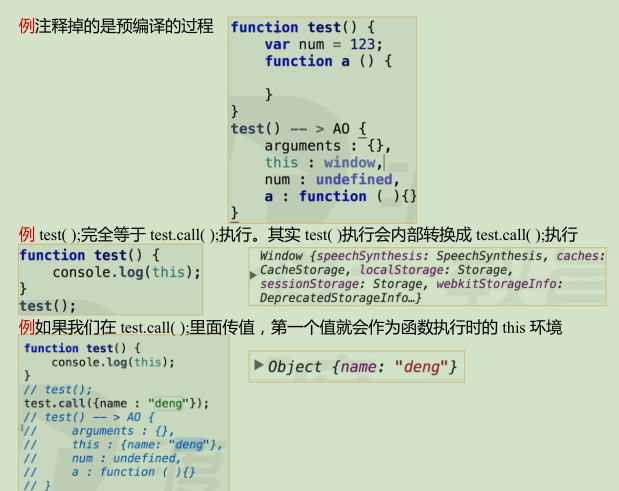 例注释掉的是预编译的过程
function test() {
var num = 123;
function a () {
}
}
test() -- > AO {
arguments : {},
this : window,
num : undefined,
a : function ( ){}
}
例 test( );完全等于 test.call( );执行。其实 test( )执行会内部转换成 test.call( );执行
function test() {
console.log(this);
}
test();
Window {speechSynthesis: SpeechSynthesis, caches:
CacheStorage, localStorage: Storage,
sessionStorage: Storage, webkitStorageInfo:
DeprecatedStorageInfo…}
例如果我们在 test.call( );里面传值，第一个值就会作为函数执行时的 this 环境
function test() {
console.log(this);
}
// test();
test.call({name : "deng"});
// test() -- > AO {
// arguments : {},
// this : {name: "deng"},
// num : undefined,
// a : function ( ){}
// }
Object {name: "deng"}